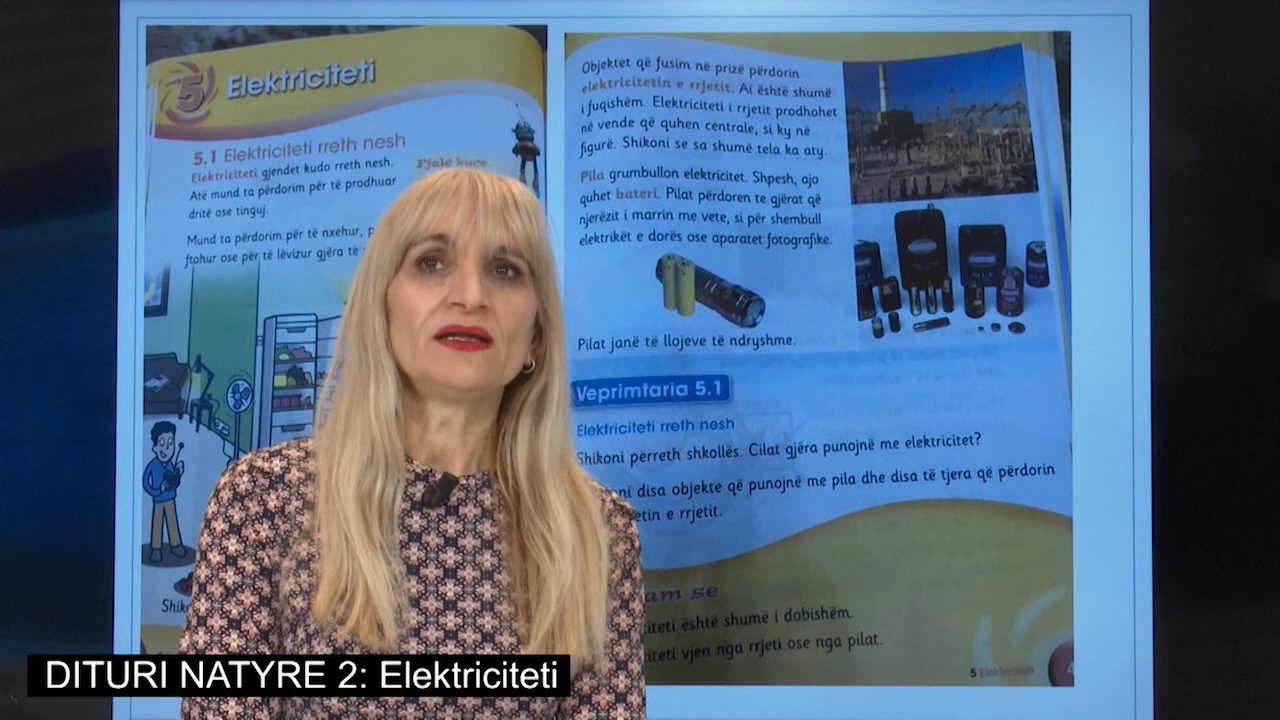 5 Elektriciteti
5.1 Elektriciteti rreth nesh
Fjalë kyçe
Elektriciteti gjendet kudo rreth nesh.
Atë mund ta përdorim për të prodhuar
dritë ose tinguj.
Mund ta përdorim për të nxehur,
ftohur ose për të lëvizur gjëra të
Objektet që fusim në prizë përdorin
elektricitetin e rrjetit. Ai është shumë
i fuqishëm. Elektriciteti i rrjetit prodhohet
në vende që quhen centrale, si ky në
figurë. Shikoni se sa shumë tela ka aty.
Pila grumbullon elektricitet. Shpesh, ajo
quhet bateri. Pilat përdoren te gjërat që
njerëzit i marrin me vete, si për shembull
elektrikët e dorës ose aparatet fotografike.
Pilat janë të llojeve të ndryshme.
Veprimtaria 5.1
Elektriciteti rreth nesh
Shikoni përreth shkollës. Cilat gjëra punojnë me elektricitet?
disa objekte që punojnë me pila dhe disa të tjera që përdorin
e rrjetit.
se
është shumë i dobishëm.
vjen nga rrjeti ose nga pilat.
5 Elektriciteti
DITURI NATYRE 2: Elektriciteti